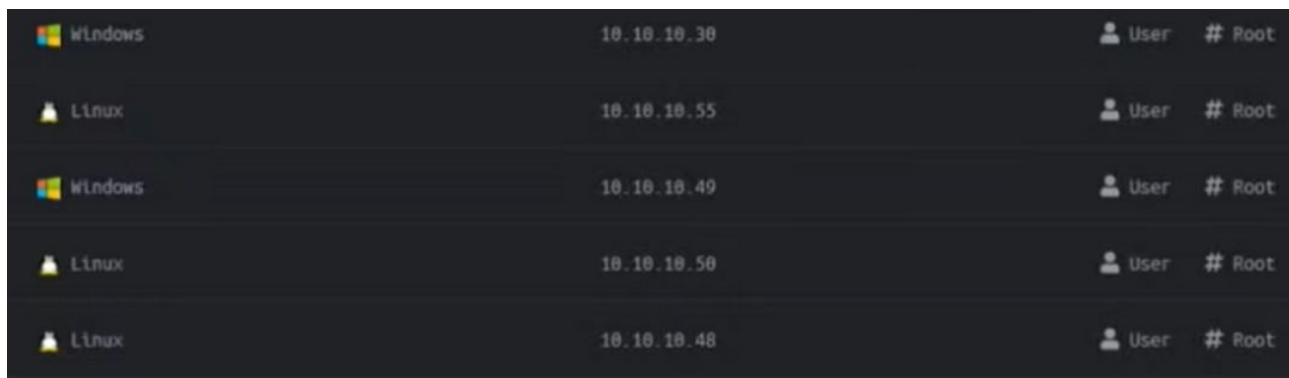 Windows 10.10.10.30 User # Root
Linux 10.10.10.55 User # Root
Windows 10.10.10.49 User # Root
Linux 10.10.10.50 User # Root
Linux 10.10.10.48 User # Root